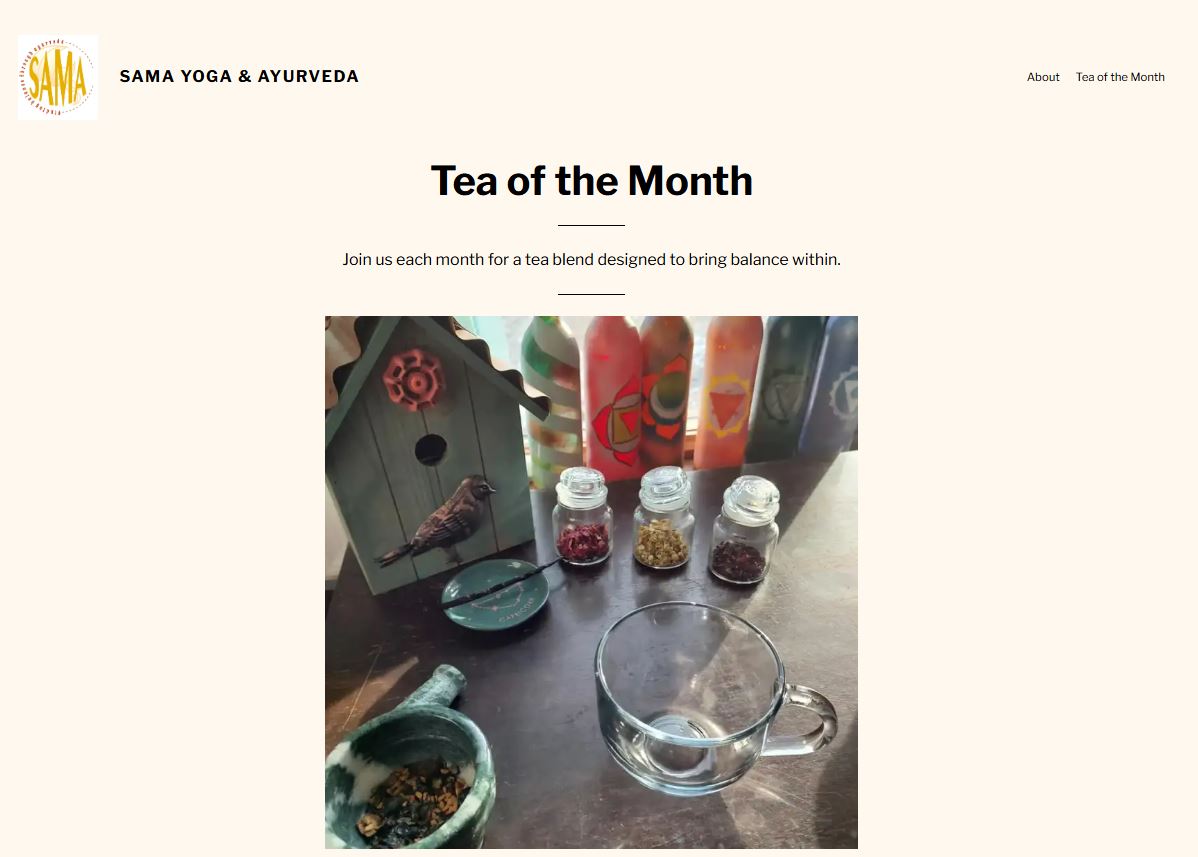 SAMA
SAMA YOGA & AYURVEDA
About
Tea of the Month
Tea of the Month
Join us each month for a tea blend designed to bring balance within.
CAPRICORN